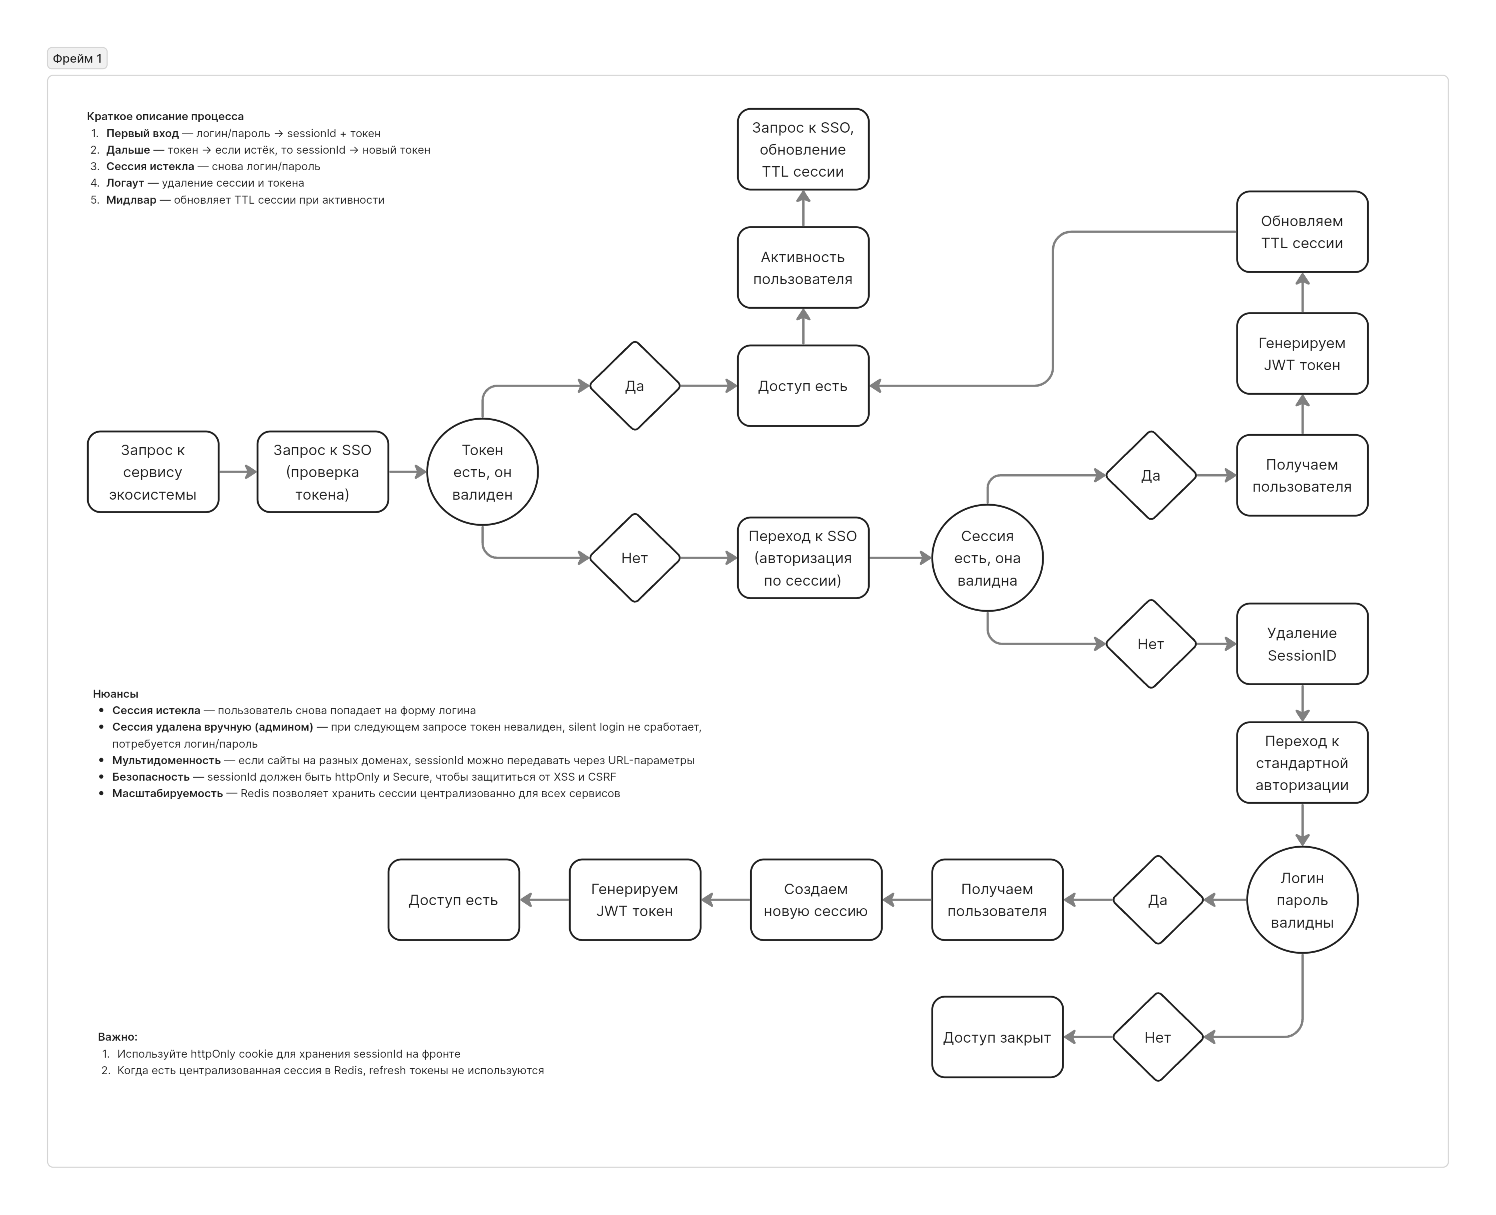 Фрейм 1
Краткое описание процесса
1. Первый вход — логин/пароль → sessionId + токен
2. Дальше — токен → если истёк, то sessionId → новый токен
3. Сессия истекла — снова логин/пароль
4. Логаут — удаление сессии и токена
5. Мидлвар — обновляет TTL сессии при активности
Запрос к SSO,
обновление
TTL сессии
Активность
пользователя
Обновляем
TTL сессии
Генерируем
JWT токен
Да
Доступ есть
Запрос к
сервису
экосистемы
Запрос к SSO
(проверка
токена)
Токен
есть, он
валиден
Да
Получаем
пользователя
Нет
Переход к SSO
(авторизация
по сессии)
Сессия
есть, она
валидна
Нет
Удаление
SessionID
Нюансы
• Сессия истекла — пользователь снова попадает на форму логина
• Сессия удалена вручную (админом) — при следующем запросе токен невалиден, silent login не сработает,
потребуется логин/пароль
• Мультидоменность — если сайты на разных доменах, sessionId можно передавать через URL-параметры
• Безопасность — sessionId должен быть httpOnly и Secure, чтобы защититься от XSS и CSRF
• Масштабируемость — Redis позволяет хранить сессии централизованно для всех сервисов
Переход к
стандартной
авторизации
Логин
пароль
валидны
Да
Получаем
пользователя
Создаем
новую сессию
Генерируем
JWT токен
Доступ есть
Нет
Доступ закрыт
Важно:
1. Используйте httpOnly cookie для хранения sessionId на фронте
2. Когда есть централизованная сессия в Redis, refresh токены не используются